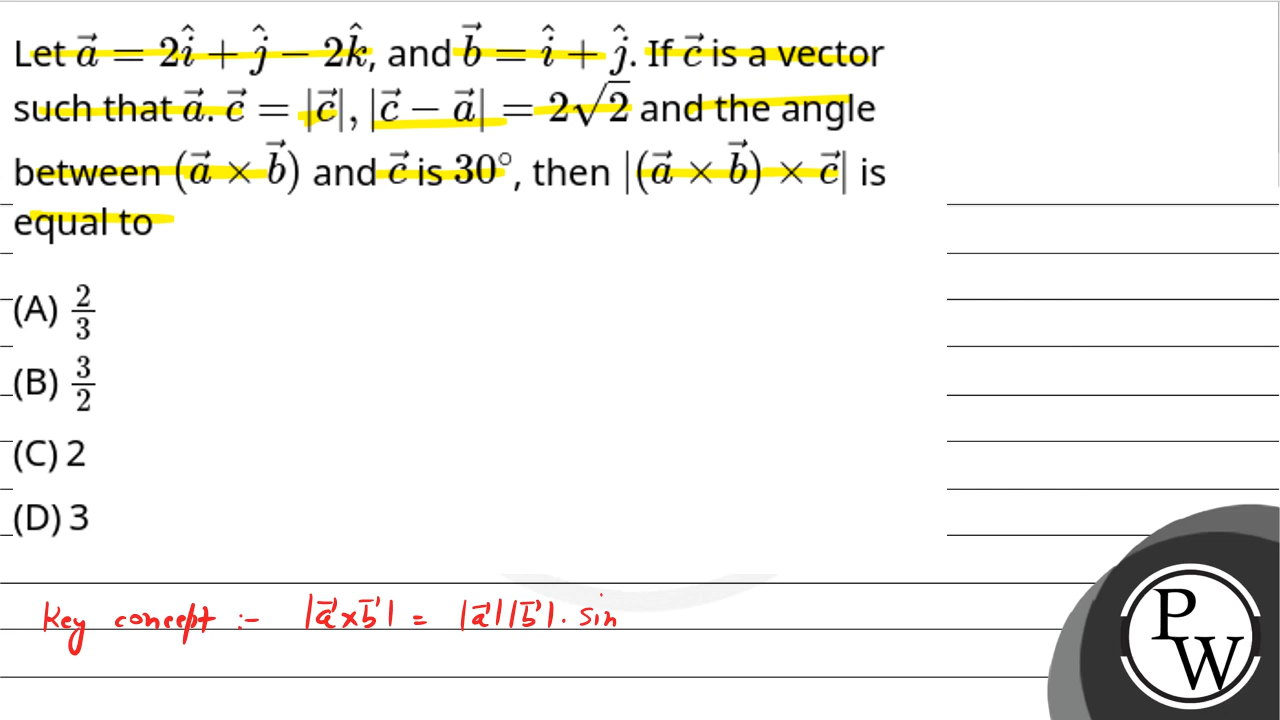 Let $\vec{a} = 2\hat{i} + \hat{j} - 2\hat{k}$, and $\vec{b} = \hat{i} + \hat{j}$. If $\vec{c}$ is a vector
such that $\vec{a}.\vec{c} = |\vec{c}|, |\vec{c} - \vec{a}| = 2\sqrt{2}$ and the angle
between $(\vec{a} \times \vec{b})$ and $\vec{c}$ is $30^\circ$, then $|(\vec{a} \times \vec{b}) \times \vec{c}|$ is
equal to
(A) $\frac{2}{3}$
(B) $\frac{3}{2}$
(C) 2
(D) 3
Key concept :- $|\vec{a} \times \vec{b}| = |\vec{a}||\vec{b}|. \sin$
PW